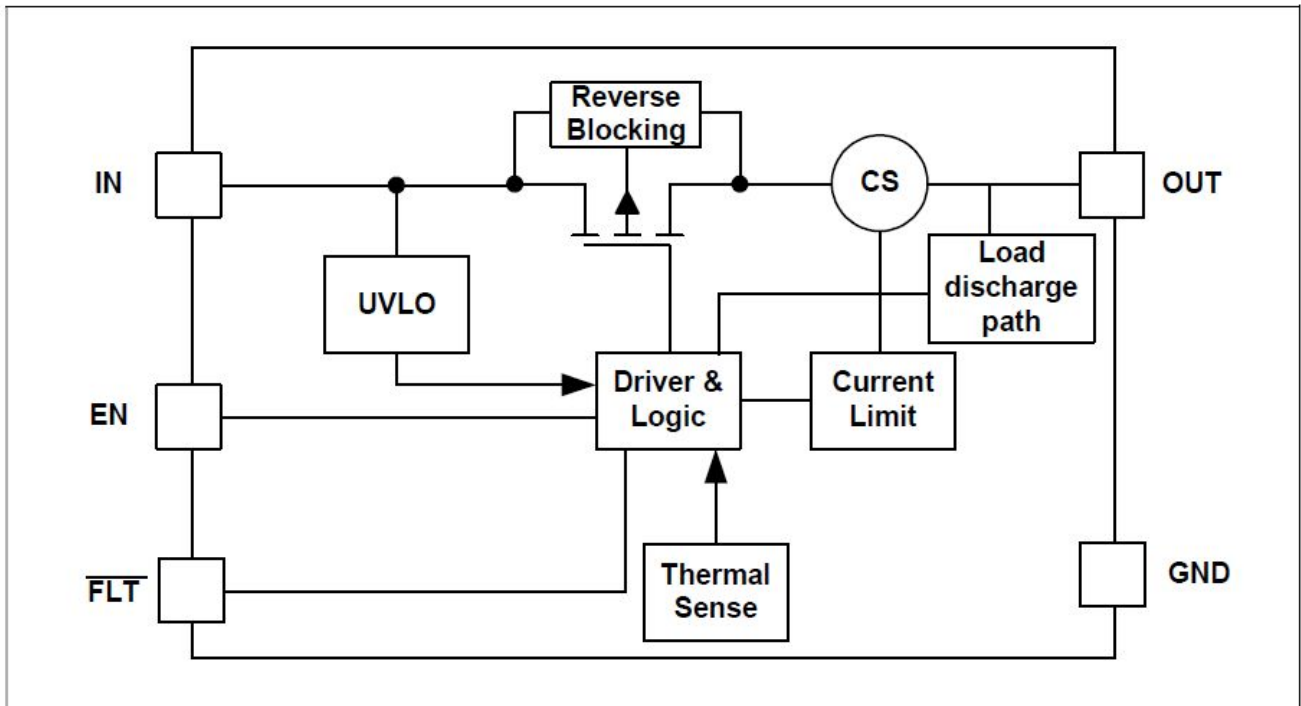 Reverse
Blocking
IN
CS
OUT
UVLO
Load
discharge
path
EN
Driver &
Logic
Current
Limit
FLT
Thermal
Sense
GND